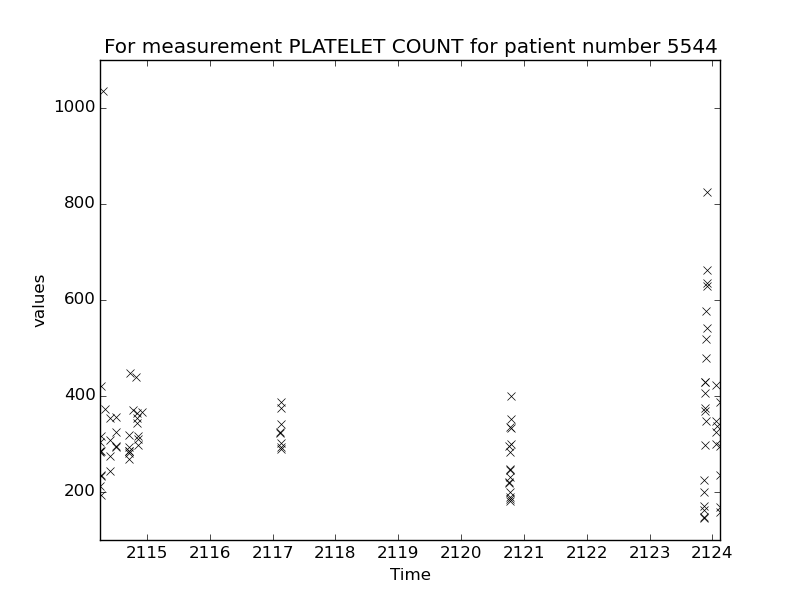 For measurement PLATELET COUNT for patient number 5544
values
1000
800
600
400
200
2115 2116 2117 2118 2119 2120 2121 2122 2123 2124
Time